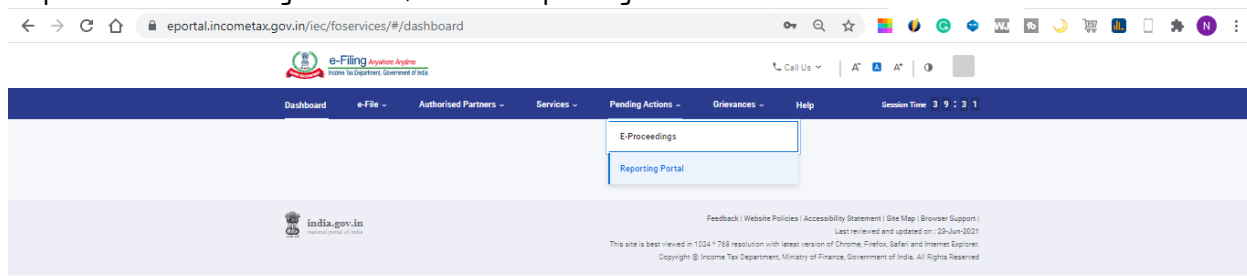 eportal.incometax.gov.in/iec/foservices/#/dashboard
N
e-Filing Anywhere Anytime
Income Tax Department, Government of India
Call Us
A-
A
A+
Dashboard
e-File
Authorised Partners
Services
Pending Actions
Grievances
Help
Session Time 3 9 : 3 1
E-Proceedings
Reporting Portal
india.gov.in
national portal of india
Feedback | Website Policies | Accessibility Statement | Site Map | Browser Support |
Last reviewed and updated on : 23-Jun-2021
This site is best viewed in 1024 * 768 resolution with latest version of Chrome, Firefox, Safari and Internet Explorer.
Copyright © Income Tax Department, Ministry of Finance, Government of India. All Rights Reserved